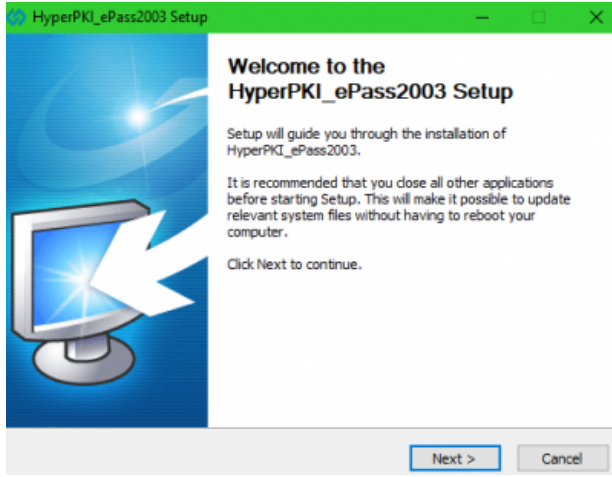 HyperPKI_ePass2003 Setup
Welcome to the
HyperPKI_ePass2003 Setup
Setup will guide you through the installation of
HyperPKI_ePass2003.
It is recommended that you close all other applications
before starting Setup. This will make it possible to update
relevant system files without having to reboot your
computer.
Click Next to continue.
Next >
Cancel